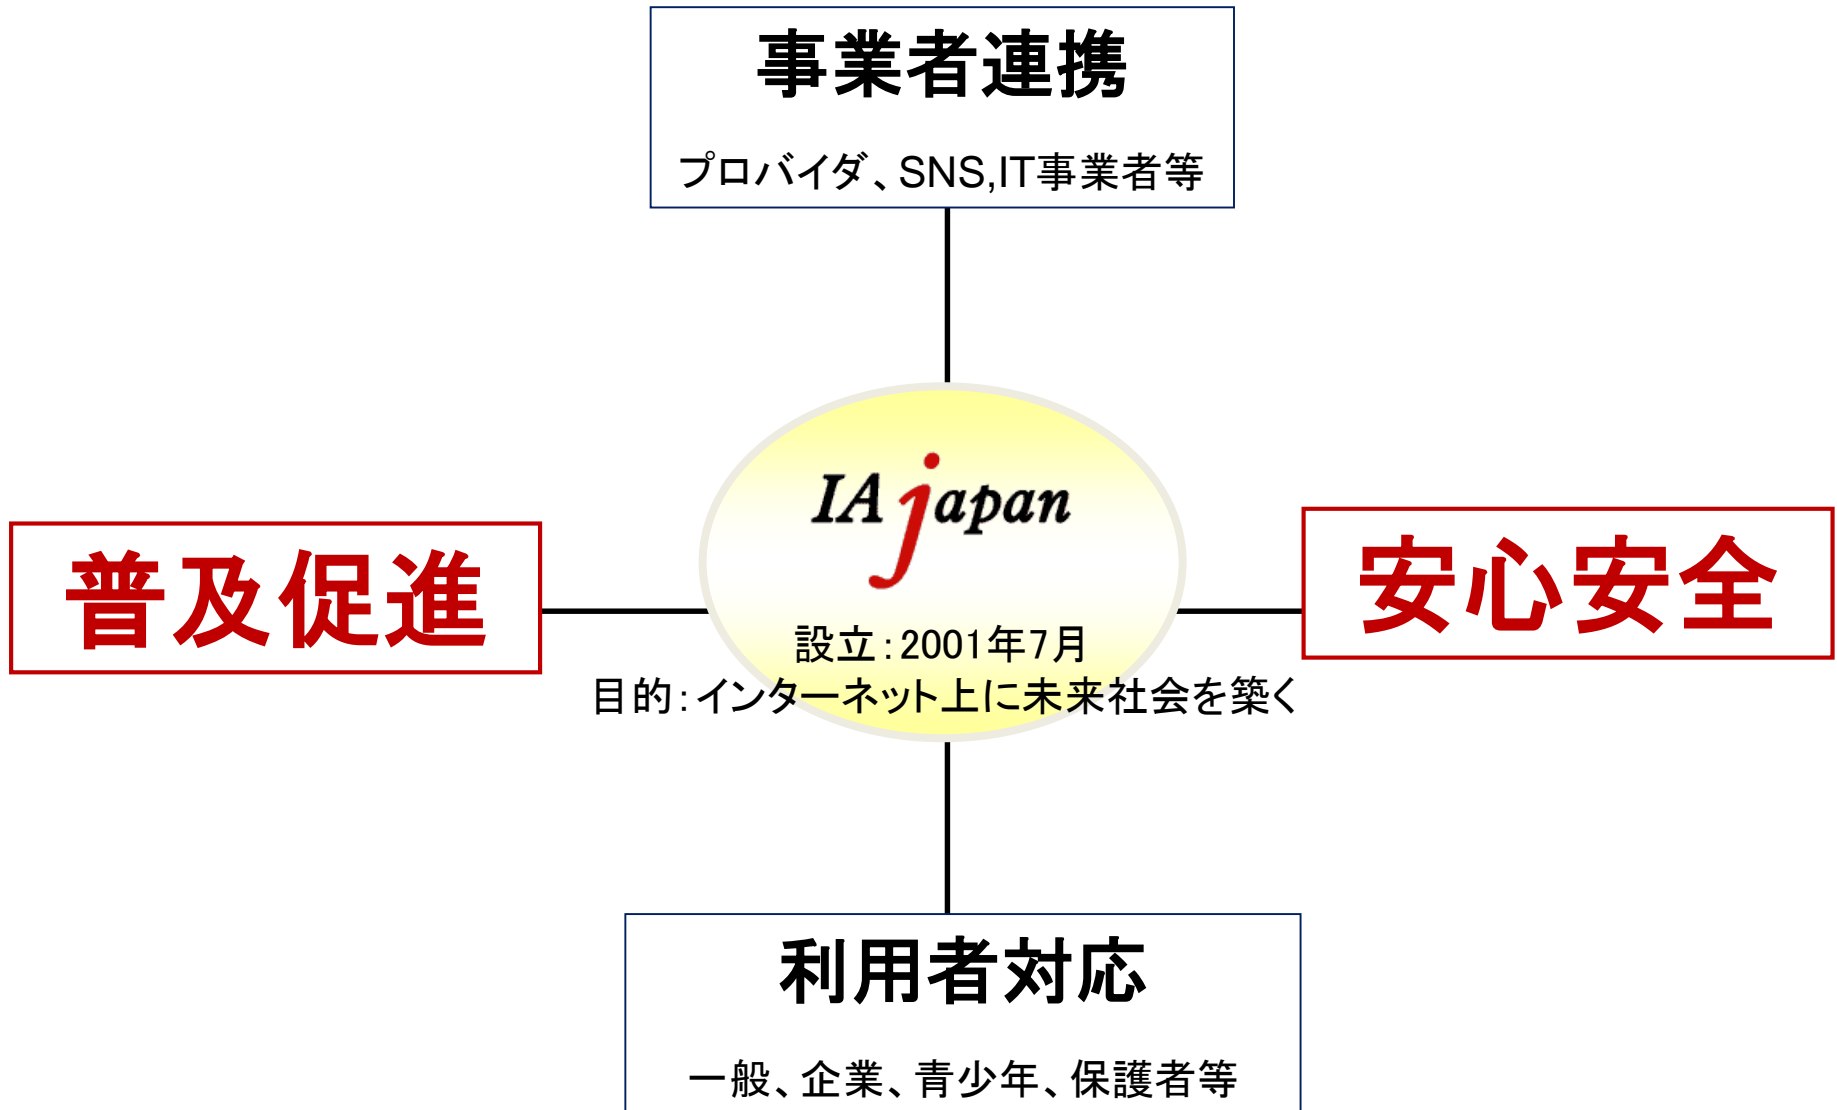 事業者連携
プロバイダ、SNS,IT事業者等
IAjapan
普及促進
安心安全
設立：2001年7月
目的：インターネット上に未来社会を築く
利用者対応
一般、企業、青少年、保護者等